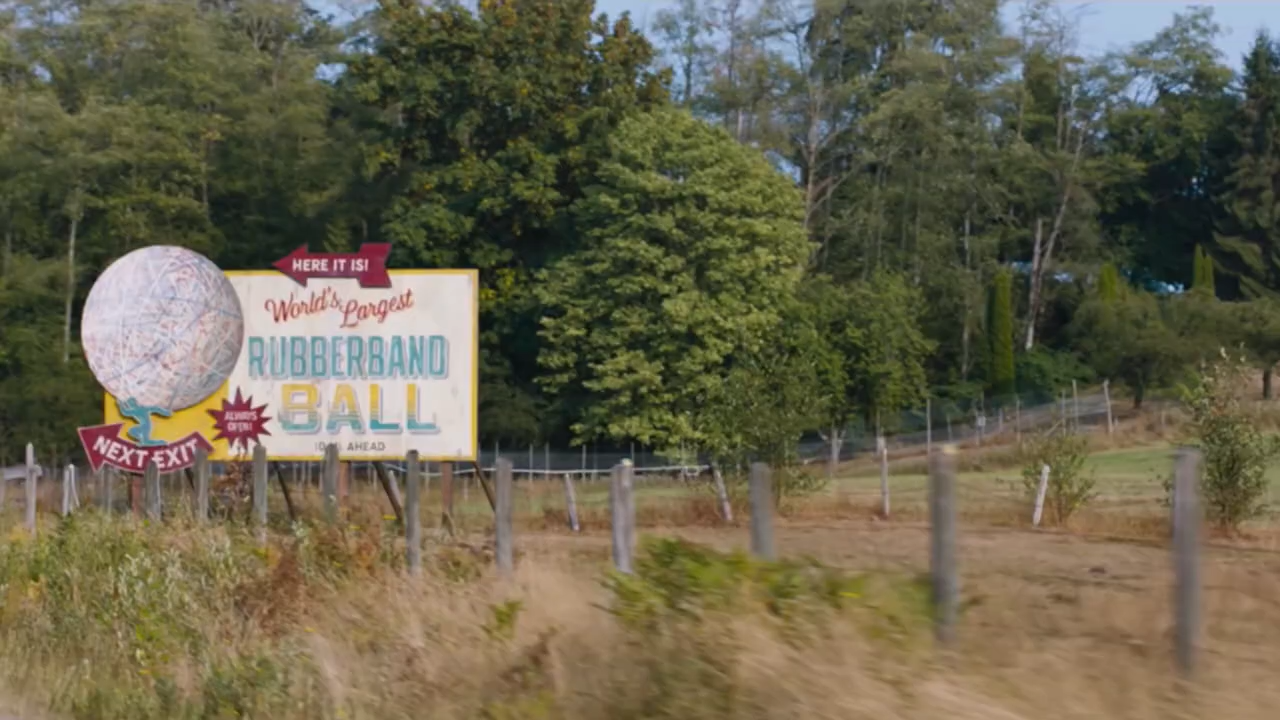 HERE IT IS!
World's Largest
RUBBERBAND
BALL
ALWAYS
OPEN!
AHEAD
NEXT EXIT